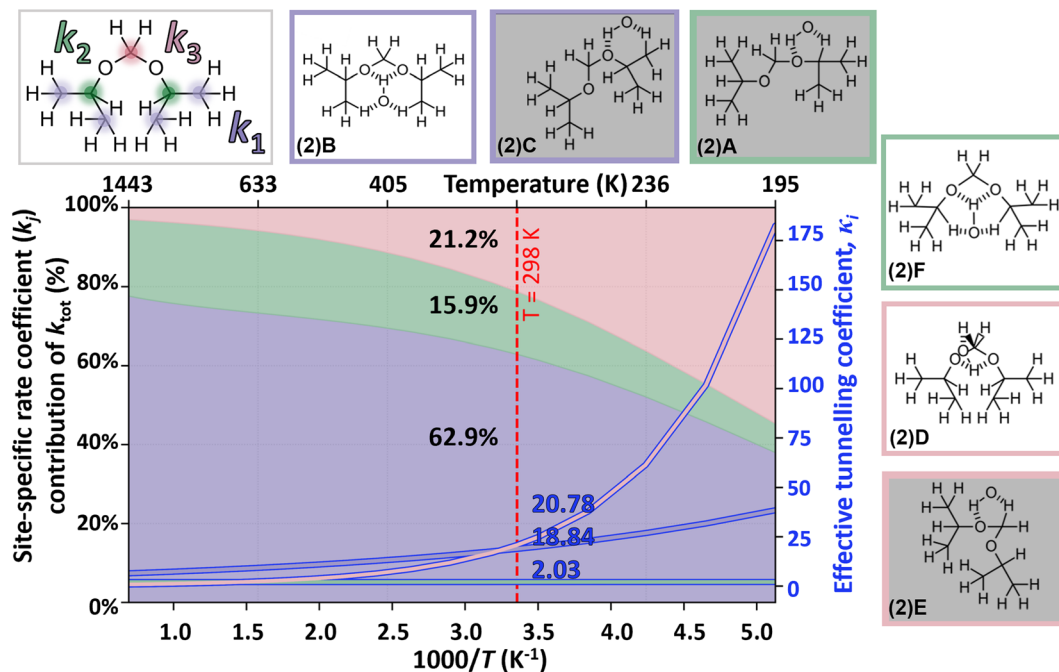 k₂
k₃
k₁
H H
O O
H H
H H
H H
H H H H
(2)B
(2)C
(2)A
(2)F
(2)D
(2)E
1443 633 405 Temperature (K) 236 195
Site-specific rate coefficient (kⱼ)
contribution of kₜₒₜ (%)
100%
80%
60%
40%
20%
0%
21.2%
15.9%
62.9%
T = 298 K
20.78
18.84
2.03
175
150
125
100
75
50
25
0
Effective tunnelling coefficient, κᵢ
1.0 1.5 2.0 2.5 3.0 3.5 4.0 4.5 5.0
1000/T (K⁻¹)